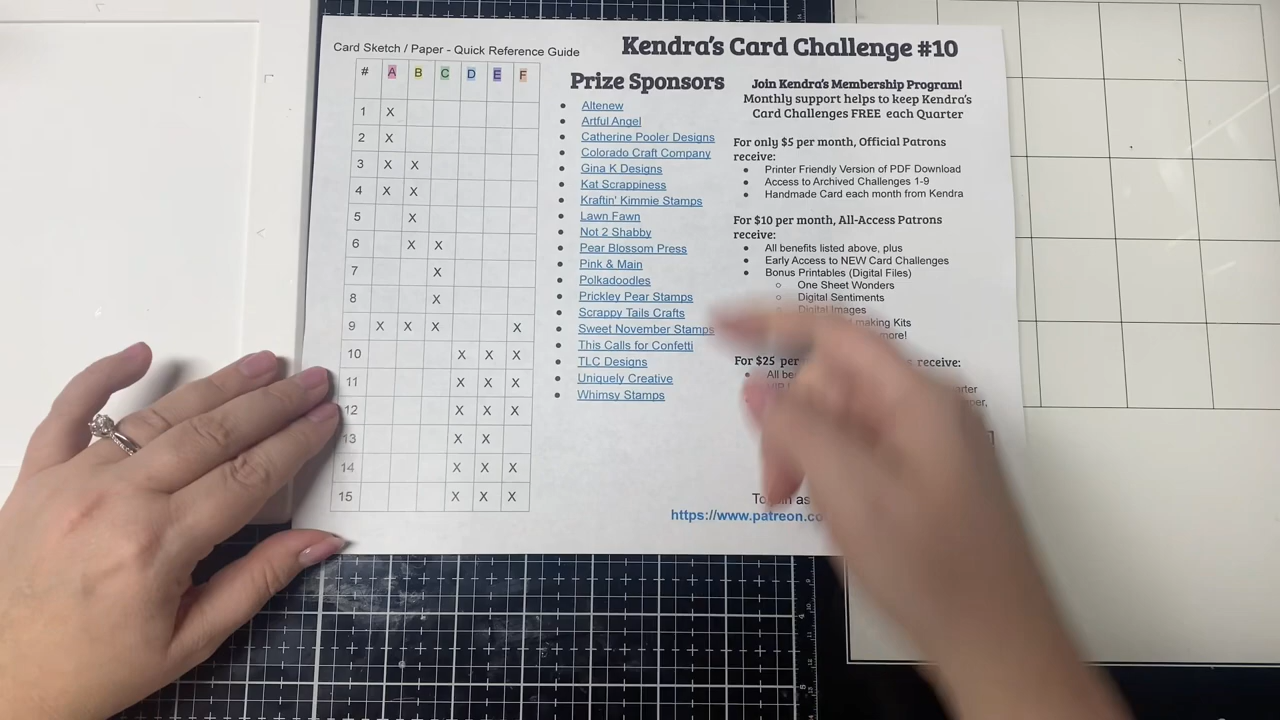 Card Sketch / Paper - Quick Reference Guide
# A B C D E F
1 X
2 X
3 X X
4 X X
5 X
6 X X
7 X
8 X
9 X X X X
10 X X X
11 X X X
12 X X X
13 X X
14 X X X
15 X X X
Kendra's Card Challenge #10
Prize Sponsors
• Altenew
• Artful Angel
• Catherine Pooler Designs
• Colorado Craft Company
• Gina K Designs
• Kat Scrappiness
• Kraftin' Kimmie Stamps
• Lawn Fawn
• Not 2 Shabby
• Pear Blossom Press
• Pink & Main
• Polkadoodles
• Prickley Pear Stamps
• Scrappy Tails Crafts
• Sweet November Stamps
• This Calls for Confetti
• TLC Designs
• Uniquely Creative
• Whimsy Stamps
Join Kendra's Membership Program!
Monthly support helps to keep Kendra's
Card Challenges FREE each Quarter
For only $5 per month, Official Patrons
receive:
• Printer Friendly Version of PDF Download
• Access to Archived Challenges 1-9
• Handmade Card each month from Kendra
For $10 per month, All-Access Patrons
receive:
• All benefits listed above, plus
• Early Access to NEW Card Challenges
• Bonus Printables (Digital Files)
○ One Sheet Wonders
○ Digital Sentiments
○ Digital Images
making Kits
more!
For $25 per receive:
• All be
VIP
To as
https://www.patreon.co